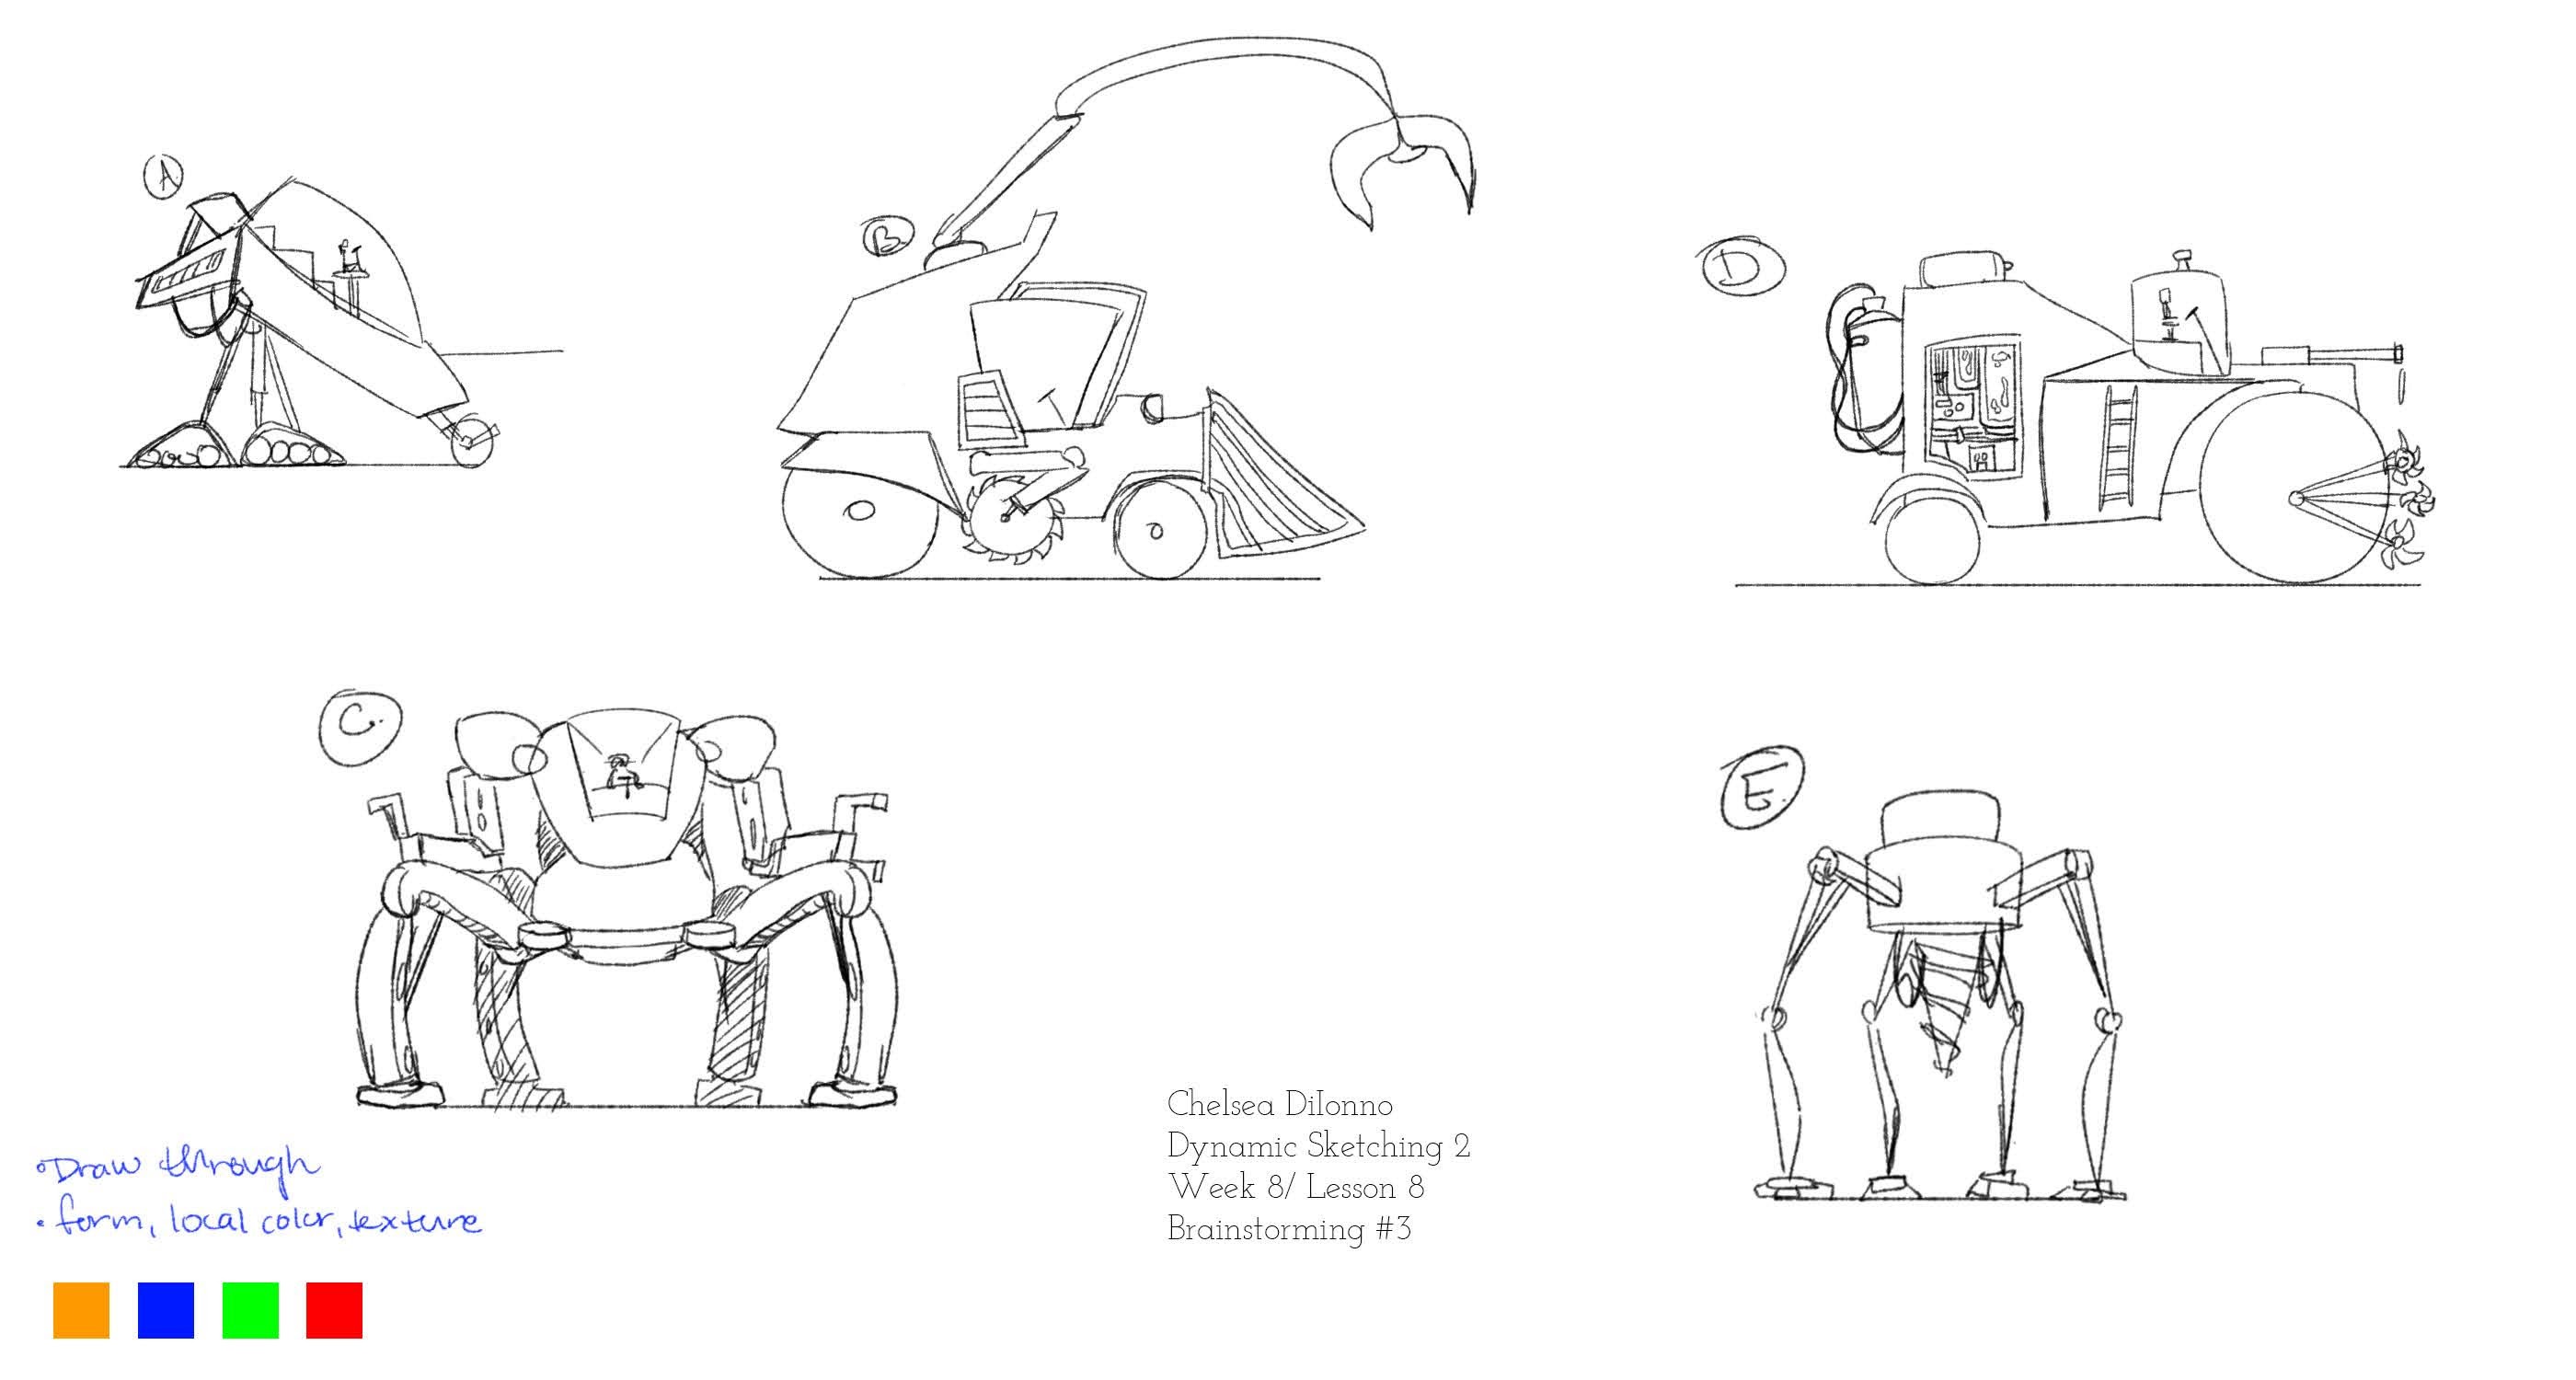 A
B
D
C.
E.
Chelsea DiIonno
Dynamic Sketching 2
Week 8/ Lesson 8
Brainstorming #3
• Draw through
• form, local color, texture